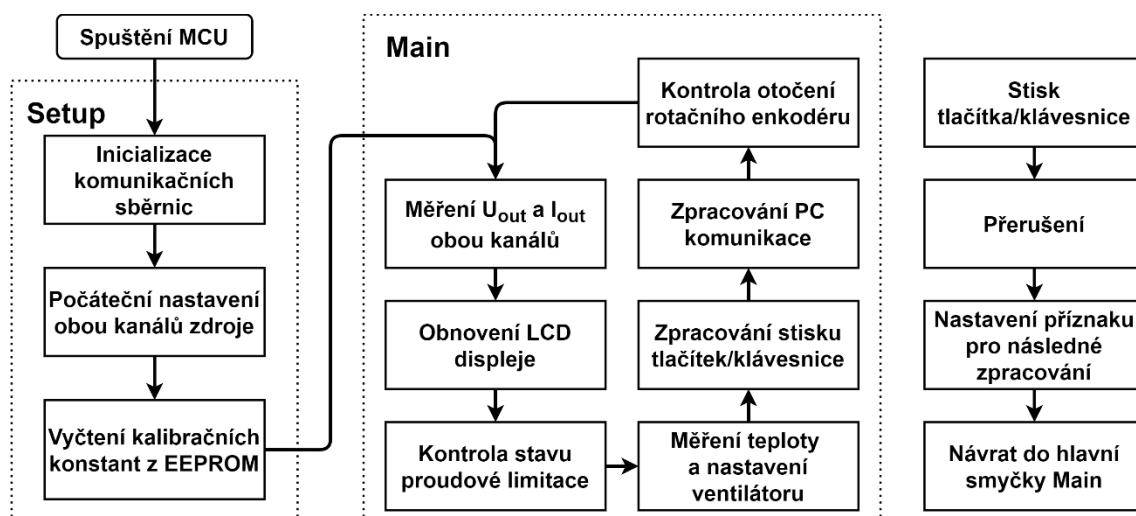 Spuštění MCU
Setup
Inicializace
komunikačních
sběrnic
Počáteční nastavení
obou kanálů zdroje
Vyčtení kalibračních
konstant z EEPROM
Main
Měření Uout a Iout
obou kanálů
Obnovení LCD
displeje
Kontrola stavu
proudové limitace
Měření teploty
a nastavení
ventilátoru
Zpracování stisku
tlačítek/klávesnice
Zpracování PC
komunikace
Kontrola otočení
rotačního enkodéru
Stisk
tlačítka/klávesnice
Přerušení
Nastavení příznaku
pro následné
zpracování
Návrat do hlavní
smyčky Main